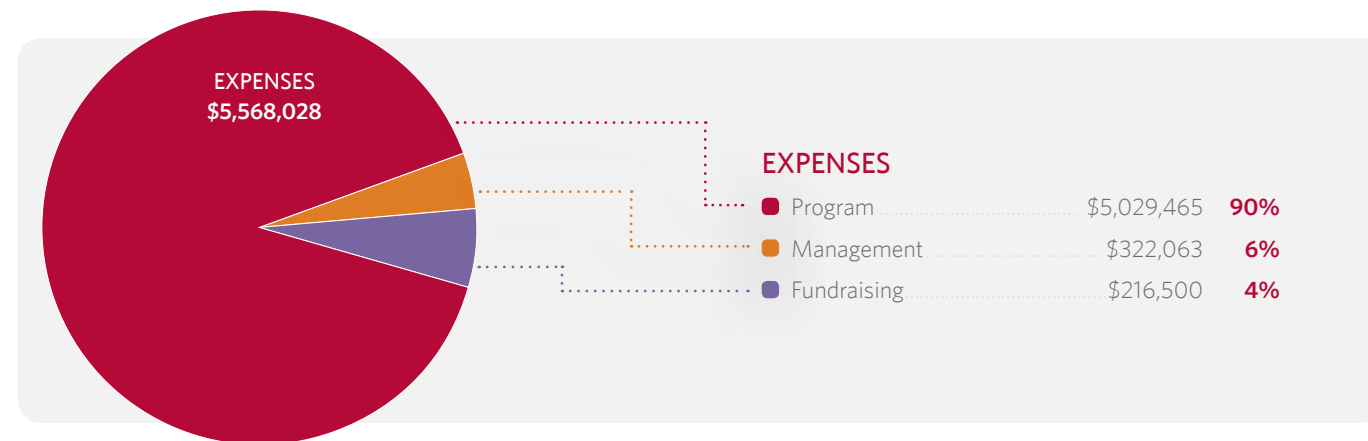 EXPENSES
$5,568,028
EXPENSES
Program $5,029,465 90%
Management $322,063 6%
Fundraising $216,500 4%